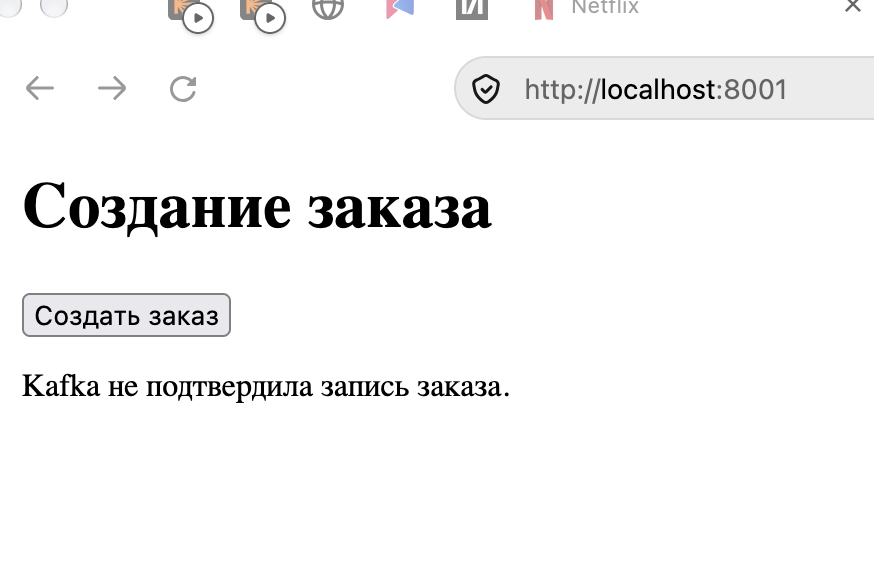 Netflix
http://localhost:8001
Создание заказа
Создать заказ
Kafka не подтвердила запись заказа.